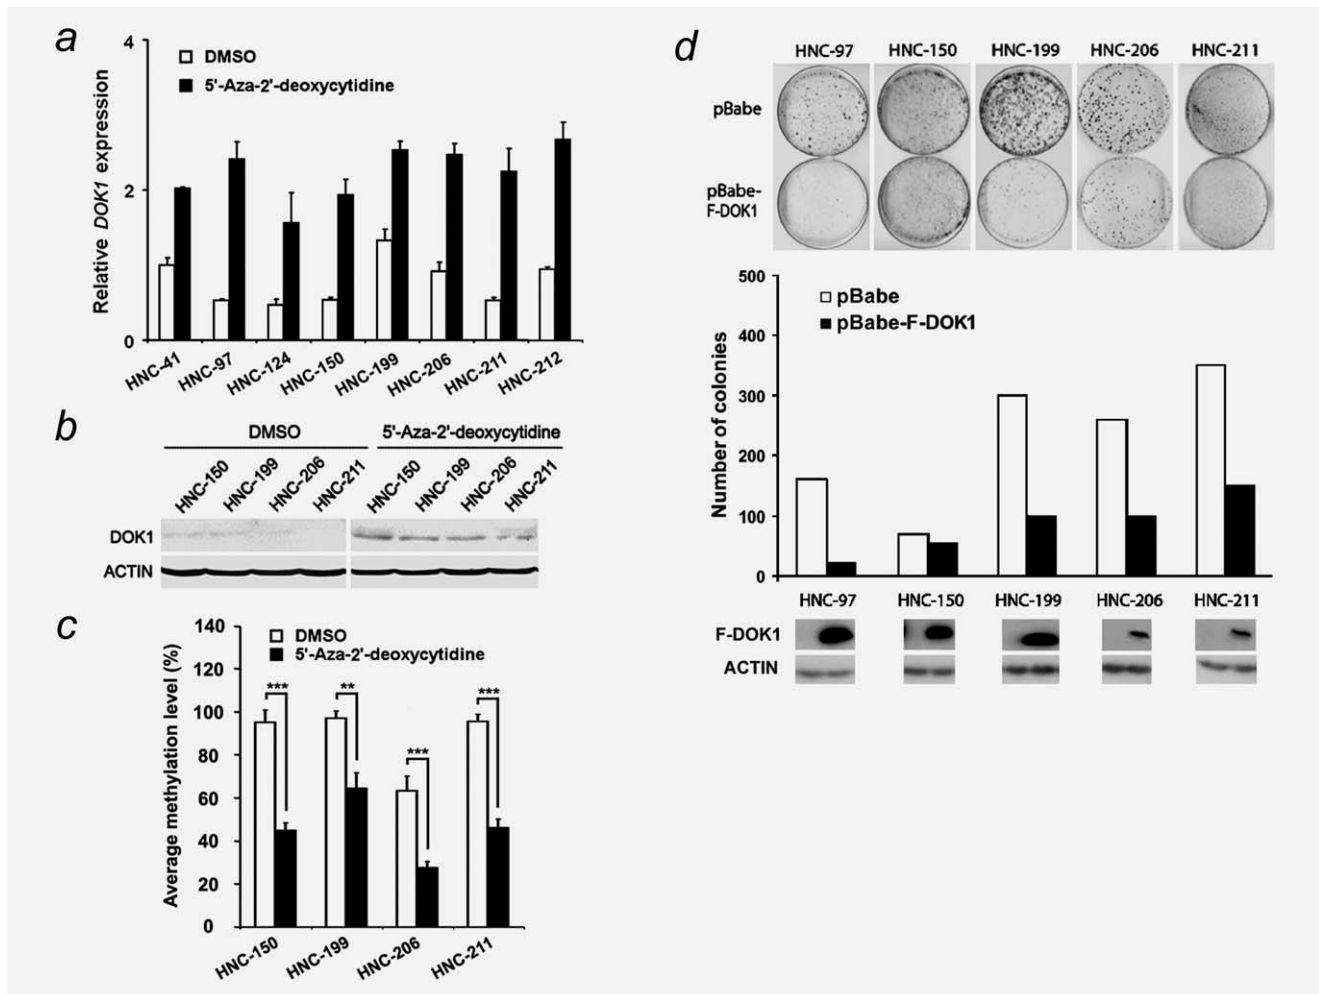 a
4
2
0
Relative DOK1 expression
DMSO
5'-Aza-2'-deoxycytidine
HNC-41 HNC-97 HNC-124 HNC-150 HNC-199 HNC-206 HNC-211 HNC-212
b
DMSO 5'-Aza-2'-deoxycytidine
HNC-150 HNC-199 HNC-206 HNC-211 HNC-150 HNC-199 HNC-206 HNC-211
DOK1
ACTIN
c
140
120
100
80
60
40
20
0
Average methylation level (%)
DMSO
5'-Aza-2'-deoxycytidine
*** ** *** ***
HNC-150 HNC-199 HNC-206 HNC-211
d
HNC-97 HNC-150 HNC-199 HNC-206 HNC-211
pBabe
pBabe-
F-DOK1
500
400
300
200
100
0
Number of colonies
pBabe
pBabe-F-DOK1
HNC-97 HNC-150 HNC-199 HNC-206 HNC-211
F-DOK1
ACTIN